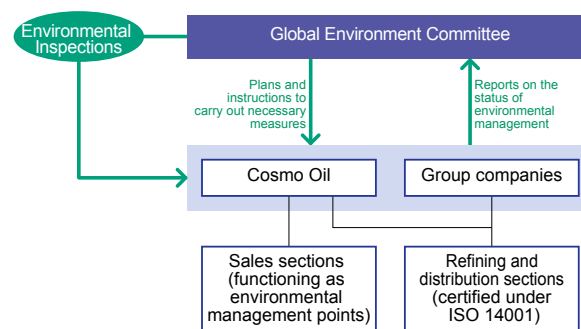 Environmental
Inspections
Global Environment Committee
Plans and
instructions to
carry out necessary
measures
Reports on the
status of
environmental
management
Cosmo Oil
Group companies
Sales sections
(functioning as
environmental
management points)
Refining and
distribution sections
(certified under
ISO 14001)